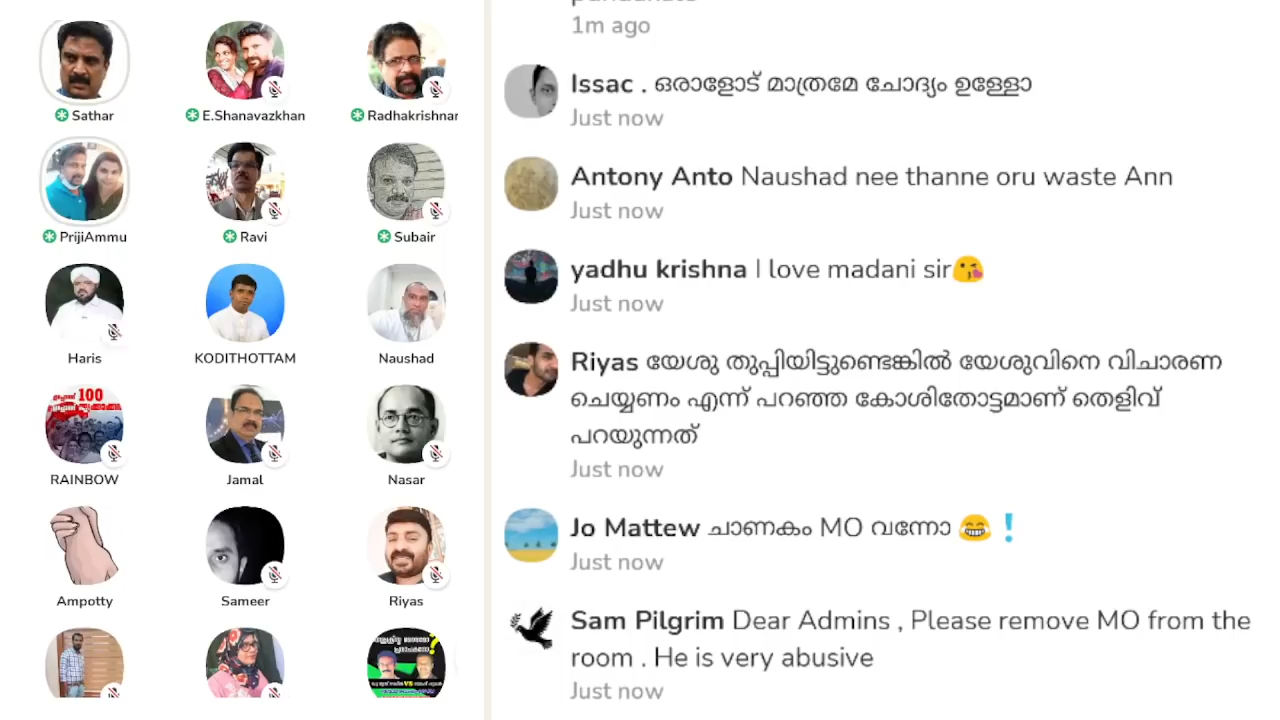 Sathar
E.Shanavazkhan
Radhakrishnar
PrijiAmmu
Ravi
Subair
Haris
KODITHOTTAM
Naushad
100
RAINBOW
Jamal
Nasar
Ampotty
Sameer
Riyas
VS
1m ago
Issac . ഒരാളോട് മാത്രമേ ചോദ്യം ഉള്ളോ
Just now
Antony Anto Naushad nee thanne oru waste Ann
Just now
yadhu krishna I love madani sir😘
Just now
Riyas യേശു തുപ്പിയിട്ടുണ്ടെങ്കിൽ യേശുവിനെ വിചാരണ
ചെയ്യണം എന്ന് പറഞ്ഞ കോശിതോട്ടമാണ് തെളിവ്
പറയുന്നത്
Just now
Jo Mattew ചാണകം MO വന്നോ 😂❗
Just now
Sam Pilgrim Dear Admins , Please remove MO from the
room . He is very abusive
Just now